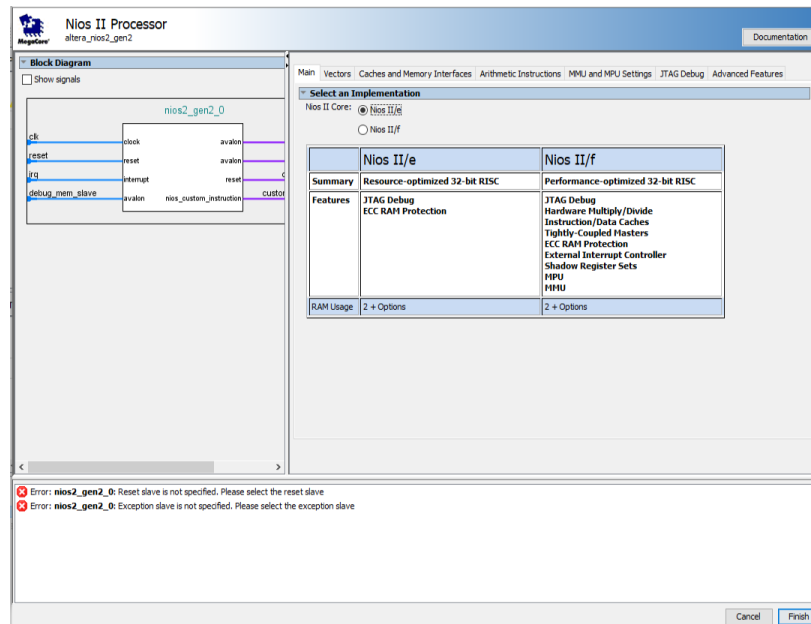 Nios II Processor
MegaCore®
altera_nios2_gen2
Documentation
Block Diagram
Show signals
nios2_gen2_0
clk
clock
avalon
reset
reset
avalon
irq
interrupt
reset
debug_mem_slave
avalon
nios_custom_instruction
custom
Main Vectors Caches and Memory Interfaces Arithmetic Instructions MMU and MPU Settings JTAG Debug Advanced Features
Select an Implementation
Nios II Core:
Nios II/e
Nios II/f
Nios II/e Nios II/f
Summary Resource-optimized 32-bit RISC Performance-optimized 32-bit RISC
Features
JTAG Debug
ECC RAM Protection
JTAG Debug
Hardware Multiply/Divide
Instruction/Data Caches
Tightly-Coupled Masters
ECC RAM Protection
External Interrupt Controller
Shadow Register Sets
MPU
MMU
RAM Usage 2 + Options 2 + Options
Error: nios2_gen2_0: Reset slave is not specified. Please select the reset slave
Error: nios2_gen2_0: Exception slave is not specified. Please select the exception slave
Cancel Finish